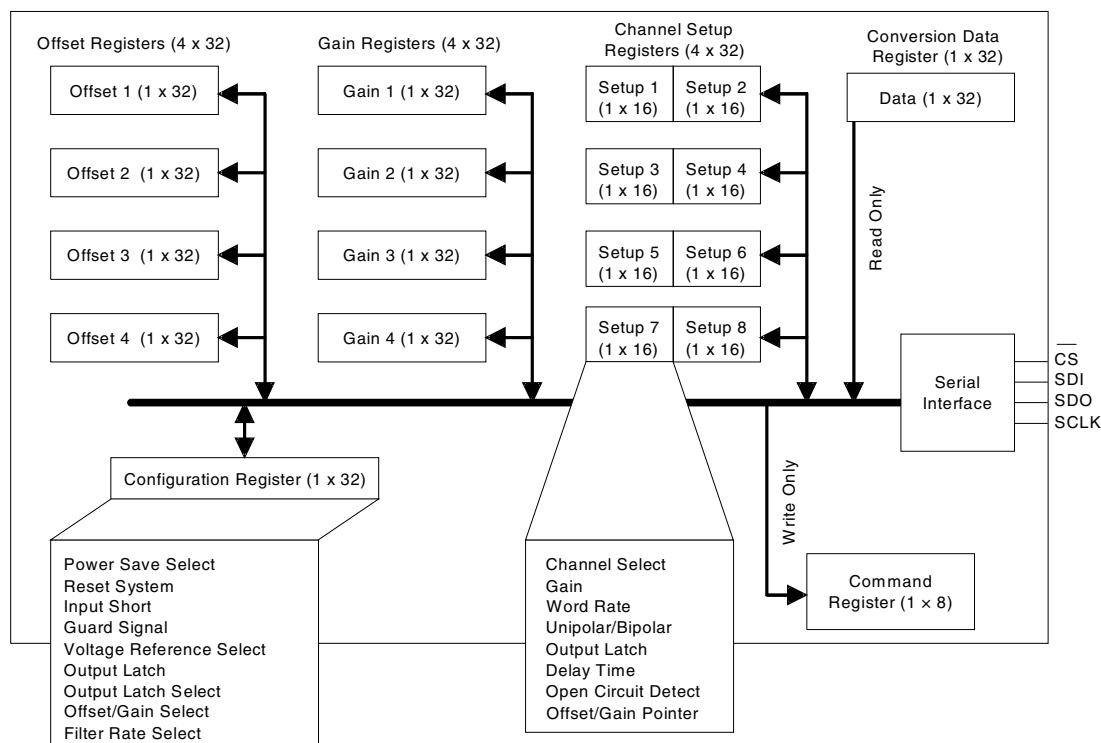 Offset Registers (4 x 32)
Offset 1 (1 x 32)
Offset 2 (1 x 32)
Offset 3 (1 x 32)
Offset 4 (1 x 32)
Gain Registers (4 x 32)
Gain 1 (1 x 32)
Gain 2 (1 x 32)
Gain 3 (1 x 32)
Gain 4 (1 x 32)
Channel Setup
Registers (4 x 32)
Setup 1
(1 x 16)
Setup 2
(1 x 16)
Setup 3
(1 x 16)
Setup 4
(1 x 16)
Setup 5
(1 x 16)
Setup 6
(1 x 16)
Setup 7
(1 x 16)
Setup 8
(1 x 16)
Conversion Data
Register (1 x 32)
Data (1 x 32)
Read Only
Serial
Interface
CS
SDI
SDO
SCLK
Configuration Register (1 x 32)
Power Save Select
Reset System
Input Short
Guard Signal
Voltage Reference Select
Output Latch
Output Latch Select
Offset/Gain Select
Filter Rate Select
Channel Select
Gain
Word Rate
Unipolar/Bipolar
Output Latch
Delay Time
Open Circuit Detect
Offset/Gain Pointer
Write Only
Command
Register (1 × 8)